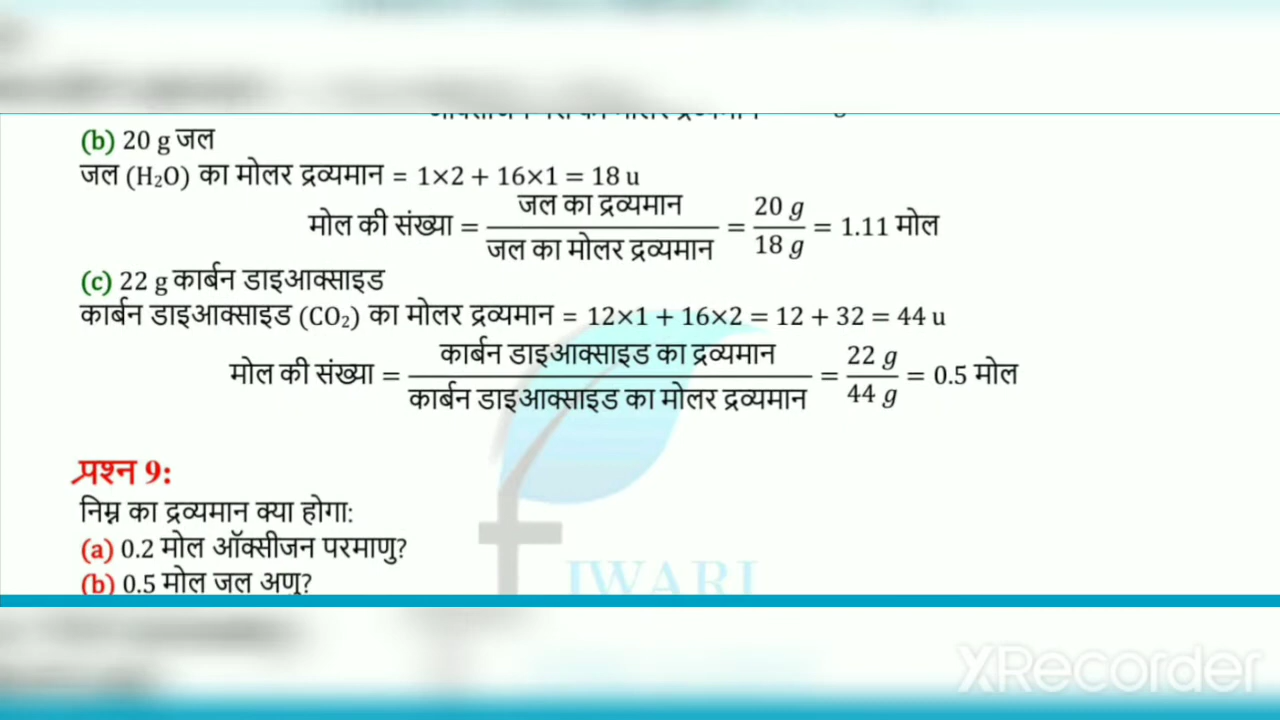 (b) 20 g जल
जल (H₂O) का मोलर द्रव्यमान = 1×2 + 16×1 = 18 u
मोल की संख्या = जल का द्रव्यमान / जल का मोलर द्रव्यमान = 20 g / 18 g = 1.11 मोल
(c) 22 g कार्बन डाइआक्साइड
कार्बन डाइआक्साइड (CO₂) का मोलर द्रव्यमान = 12×1 + 16×2 = 12 + 32 = 44 u
मोल की संख्या = कार्बन डाइआक्साइड का द्रव्यमान / कार्बन डाइआक्साइड का मोलर द्रव्यमान = 22 g / 44 g = 0.5 मोल
प्रश्न 9:
निम्न का द्रव्यमान क्या होगा:
(a) 0.2 मोल ऑक्सीजन परमाणु?
(b) 0.5 मोल जल अणु?
IWARI
XRecorder